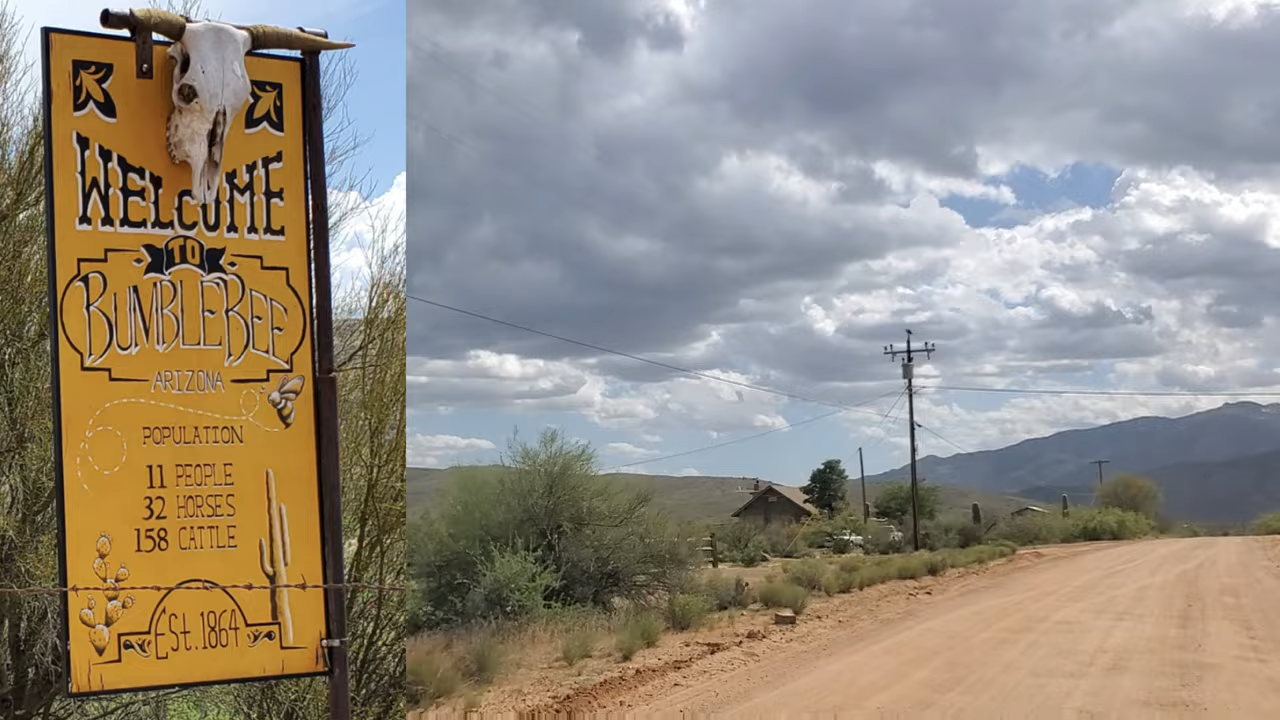 WELCOME
TO
BUMBLEBEE
ARIZONA
POPULATION
11 PEOPLE
32 HORSES
158 CATTLE
EST. 1864